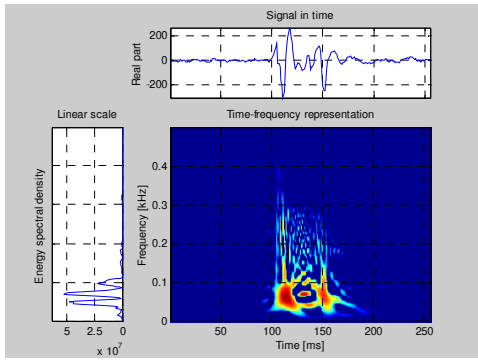 Signal in time
Real part
200
0
-200
Linear scale
Energy spectral density
5 2.5 0
x 10^7
Time-frequency representation
Frequency [kHz]
0.4
0.3
0.2
0.1
0
50 100 150 200 250
Time [ms]